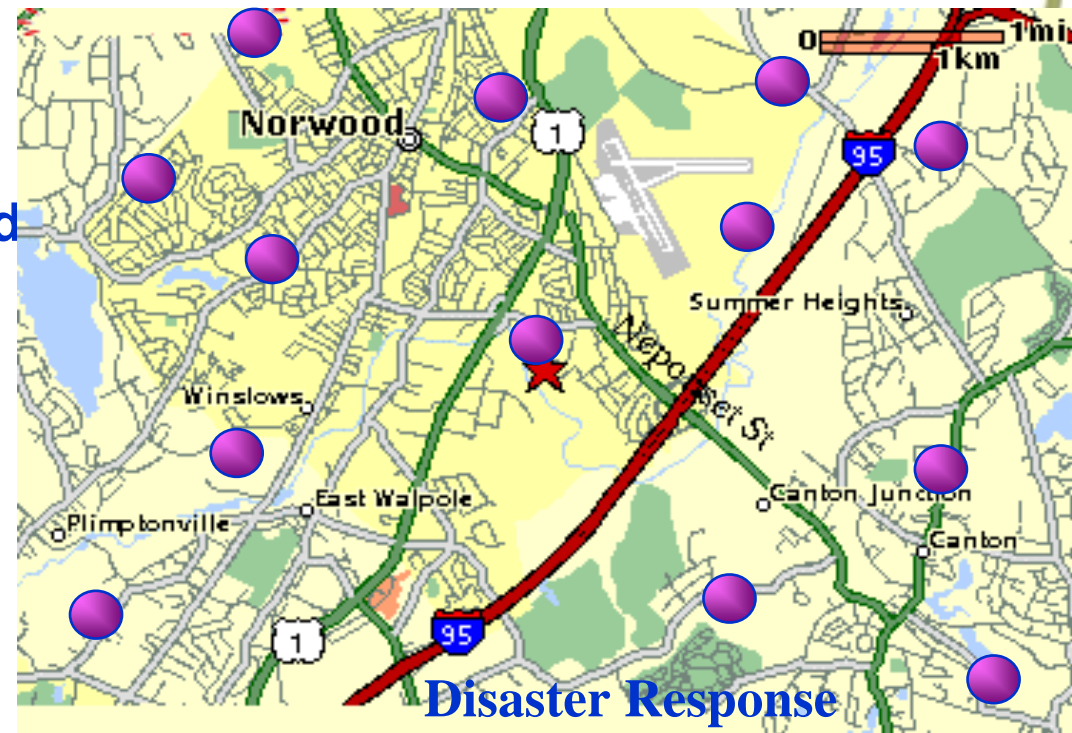 0 1mi
1km
Norwood
1
95
d
Summer Heights
Winslows
St
East Walpole
Canton Junction
Plimptonville
Canton
1
95
Disaster Response